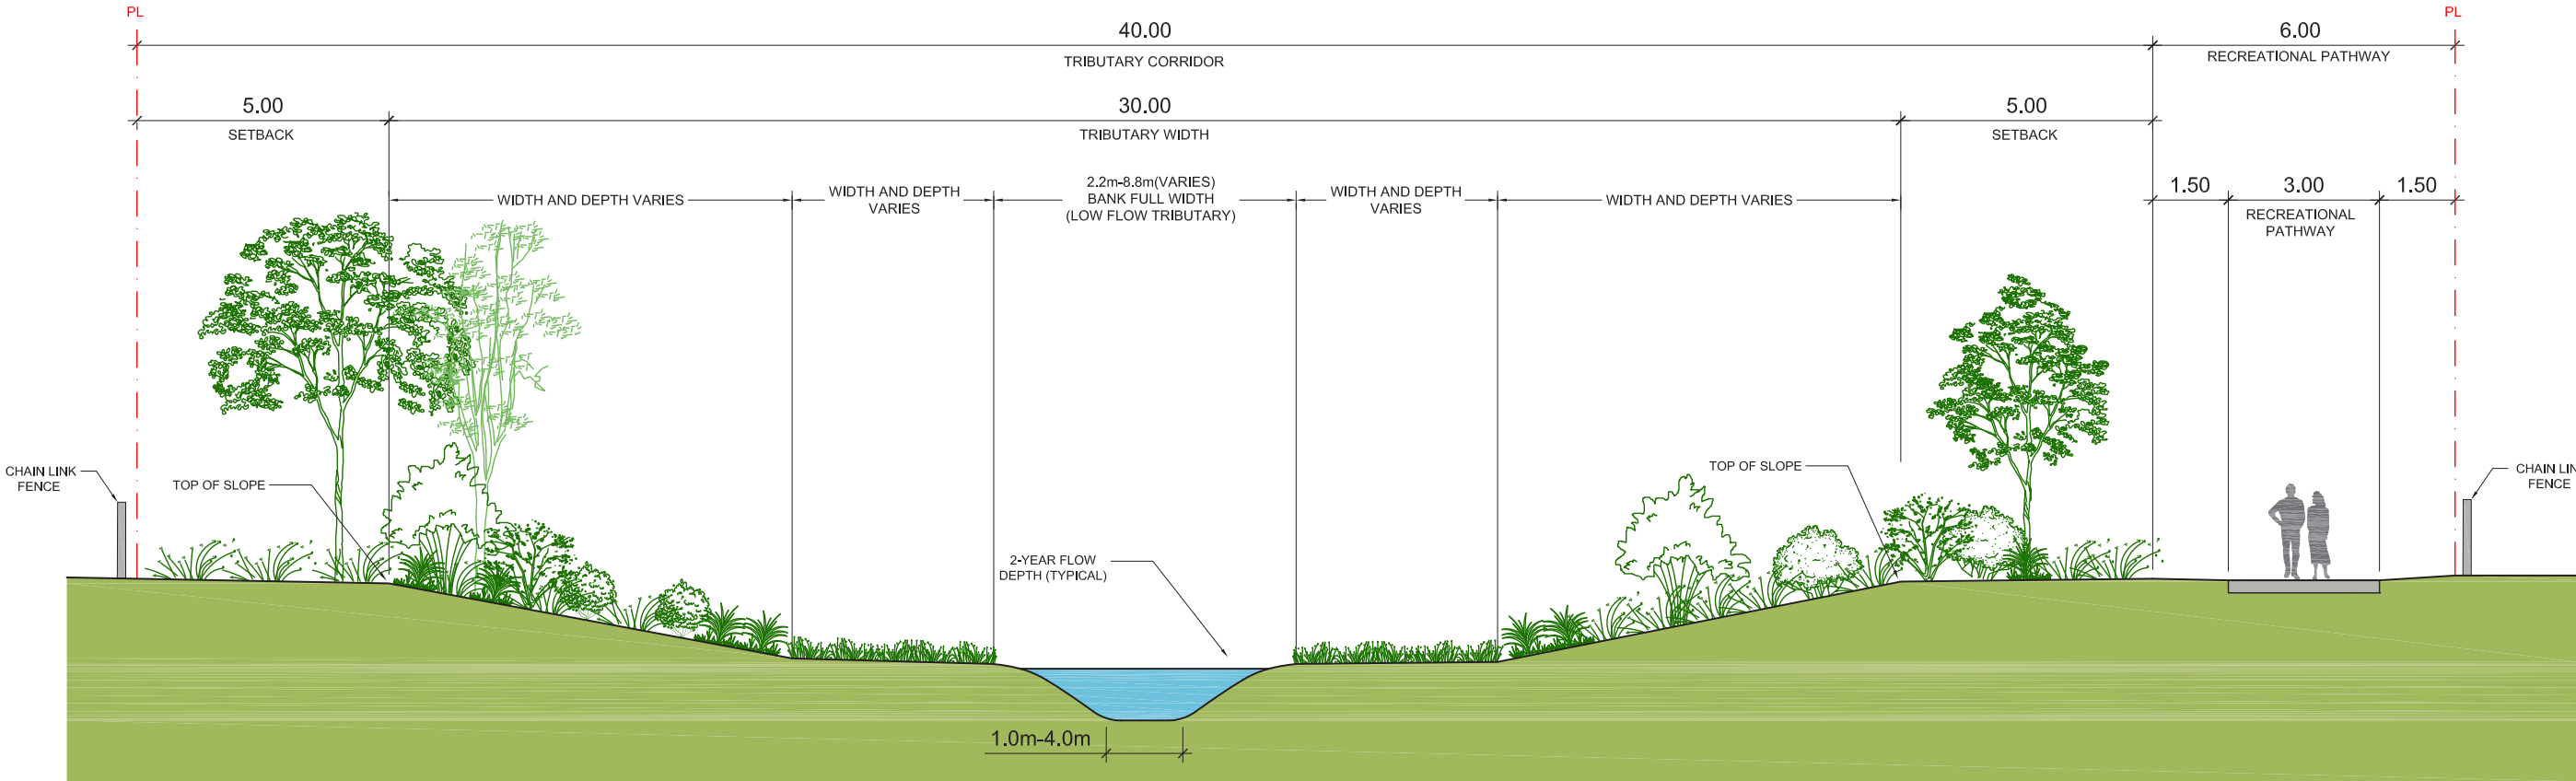 PL
PL
40.00
TRIBUTARY CORRIDOR
6.00
RECREATIONAL PATHWAY
5.00
SETBACK
30.00
TRIBUTARY WIDTH
5.00
SETBACK
WIDTH AND DEPTH VARIES
WIDTH AND DEPTH
VARIES
2.2m-8.8m(VARIES)
BANK FULL WIDTH
(LOW FLOW TRIBUTARY)
WIDTH AND DEPTH
VARIES
WIDTH AND DEPTH VARIES
1.50
3.00
1.50
RECREATIONAL
PATHWAY
CHAIN LINK
FENCE
TOP OF SLOPE
2-YEAR FLOW
DEPTH (TYPICAL)
TOP OF SLOPE
CHAIN LIN
FENCE
1.0m-4.0m